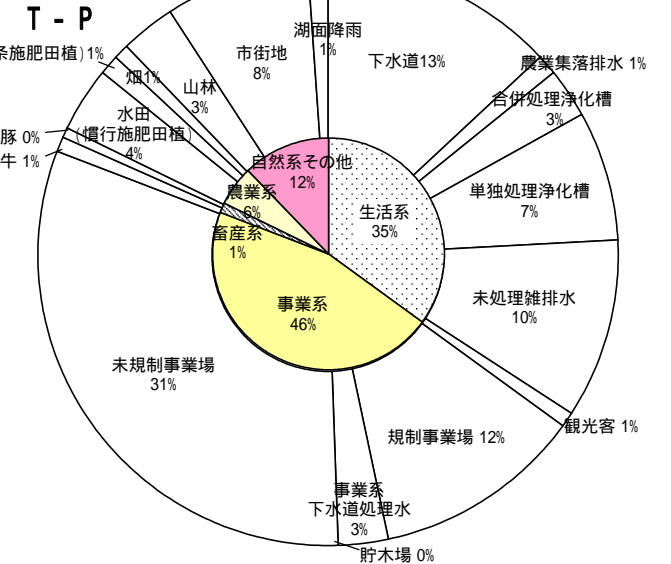 T-P
湖面降雨
1%
下水道13%
農業集落排水 1%
合併処理浄化槽
3%
単独処理浄化槽
7%
未処理雑排水
10%
観光客 1%
規制事業場 12%
事業系
下水道処理水
3%
貯木場 0%
未規制事業場
31%
牛 1%
豚 0%
水田
(慣行施肥田植)
4%
条施肥田植)1%
畑1%
山林
3%
市街地
8%
自然系その他
12%
農業系
6%
畜産系
1%
生活系
35%
事業系
46%